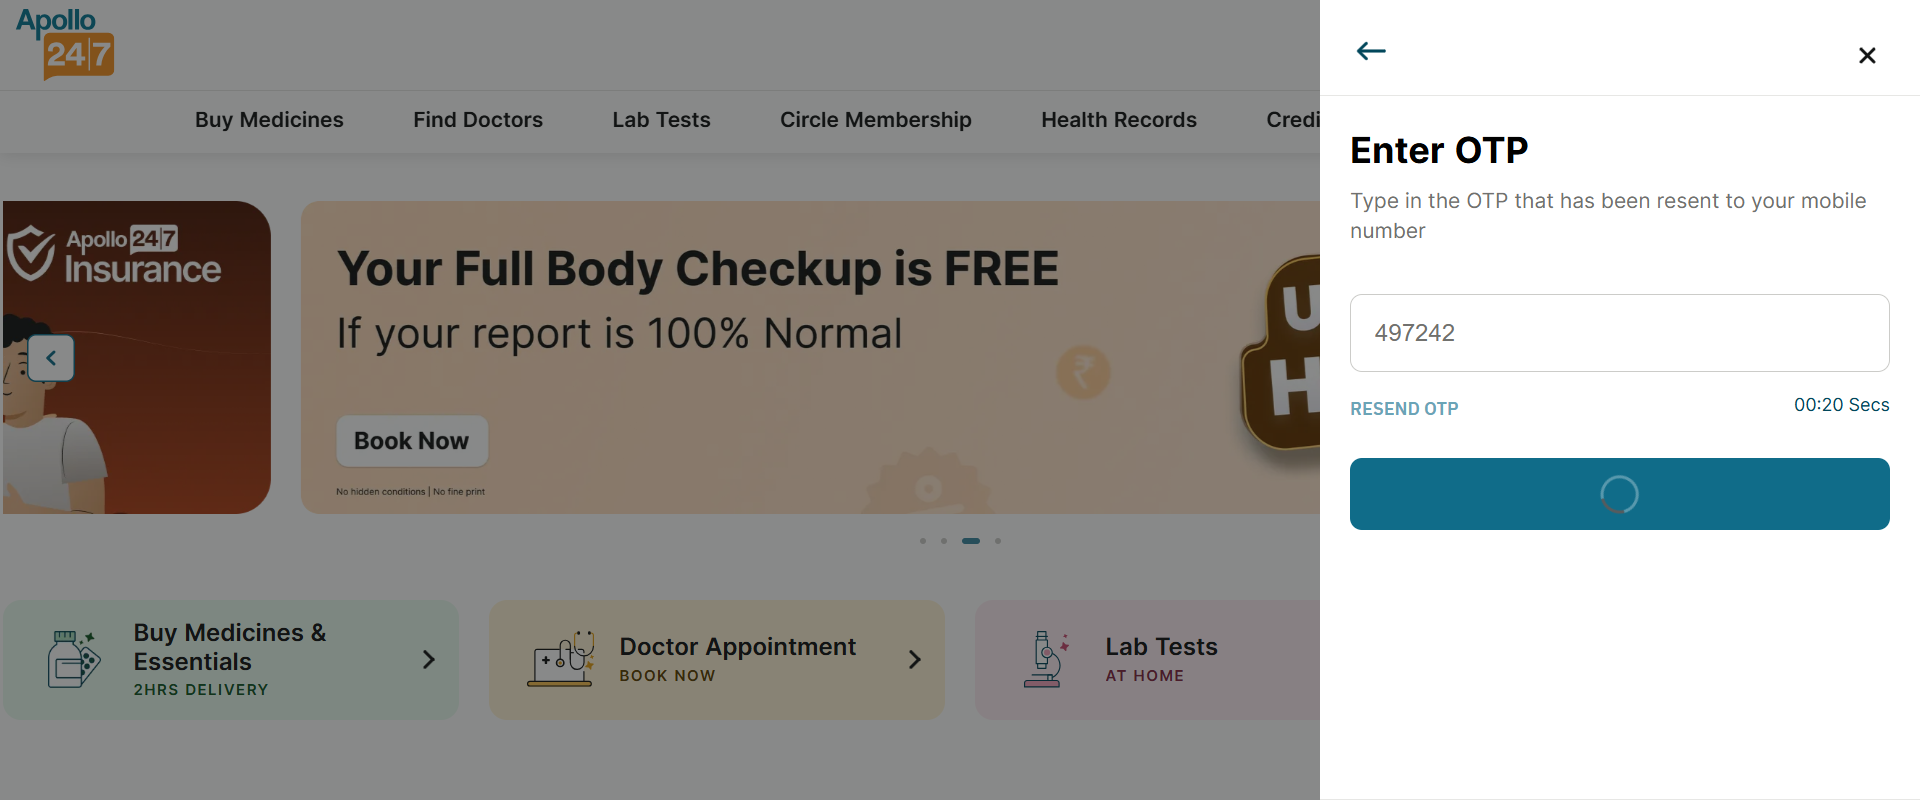 Apollo
24|7
Buy Medicines
Find Doctors
Lab Tests
Circle Membership
Health Records
Credi
Apollo 24|7
Insurance
Your Full Body Checkup is FREE
If your report is 100% Normal
Book Now
No hidden conditions | No fine print
₹
U
H
Buy Medicines &
Essentials
2HRS DELIVERY
Doctor Appointment
BOOK NOW
Lab Tests
AT HOME
Enter OTP
Type in the OTP that has been resent to your mobile
number
497242
RESEND OTP
00:20 Secs